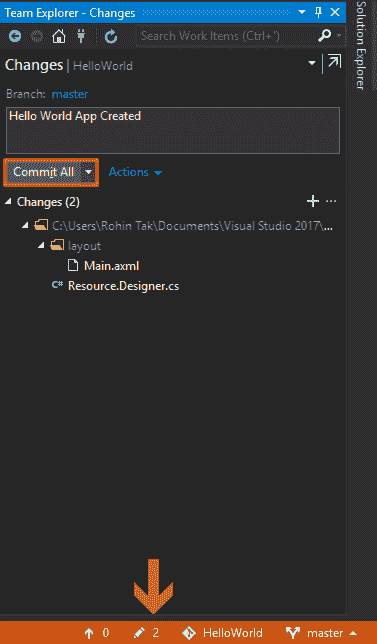 Team Explorer - Changes
Search Work Items (Ctrl+')
Changes | HelloWorld
Branch: master
Hello World App Created
Commit All
Actions
Changes (2)
C:\Users\Rohin Tak\Documents\Visual Studio 2017\...
layout
Main.axml
C# Resource.Designer.cs
0 2 HelloWorld master
Solution Explorer